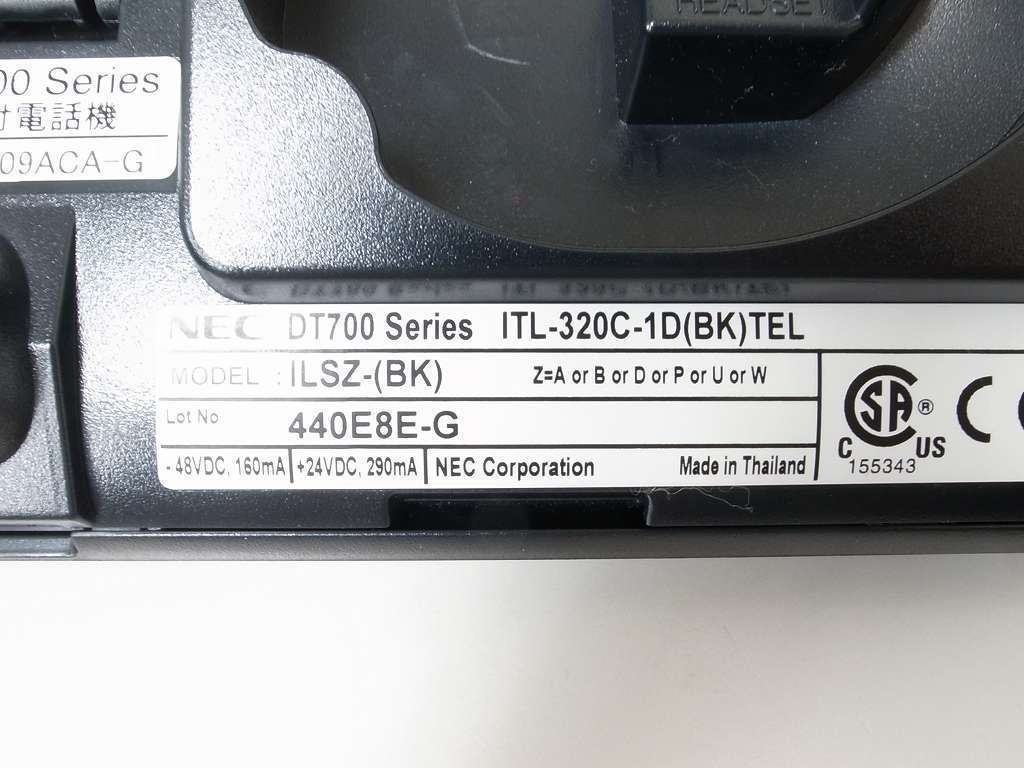 HEADSET
00 Series
付電話機
09ACA-G
NEC DT700 Series ITL-320C-1D(BK)TEL
MODEL : ILSZ-(BK) Z=A or B or D or P or U or W
Lot No 440E8E-G
-48VDC, 160mA +24VDC, 290mA NEC Corporation Made in Thailand
SA ®
C US
155343